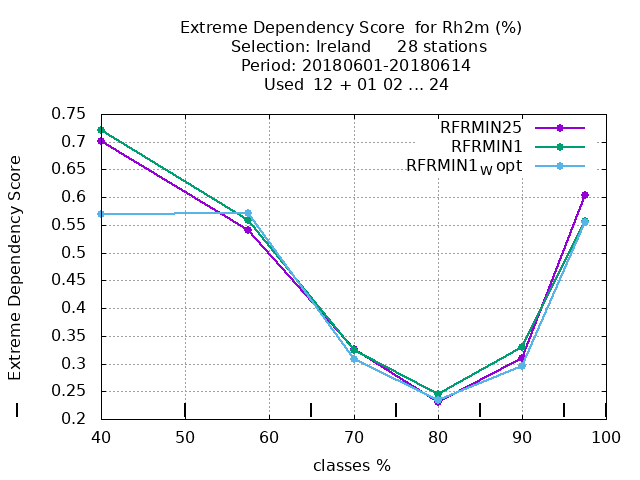 Extreme Dependency Score  for Rh2m (%)
Selection: Ireland     28 stations
Period: 20180601-20180614
Used  12 + 01 02 ... 24
RFRMIN25
RFRMIN1
RFRMIN1W opt
Extreme Dependency Score
0.75
0.7
0.65
0.6
0.55
0.5
0.45
0.4
0.35
0.3
0.25
0.2
40 50 60 70 80 90 100
classes %